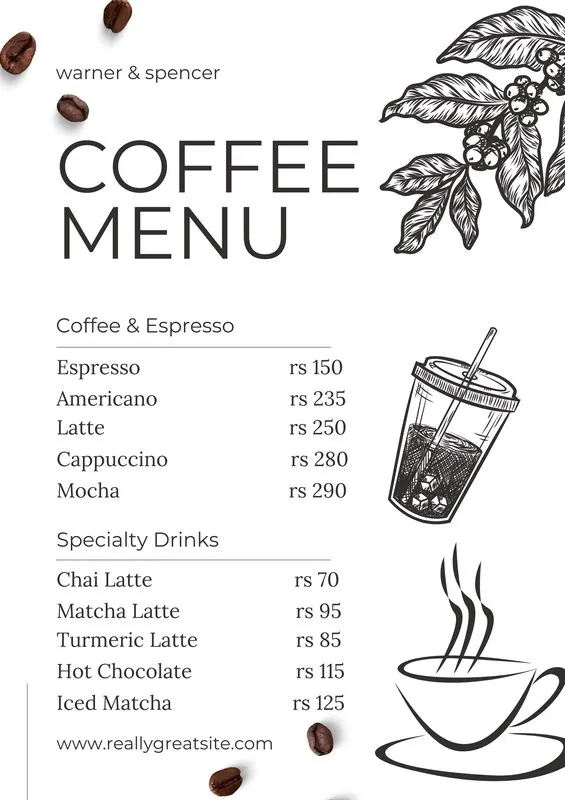 warner & spencer
COFFEE
MENU
Coffee & Espresso
Espresso rs 150
Americano rs 235
Latte rs 250
Cappuccino rs 280
Mocha rs 290
Specialty Drinks
Chai Latte rs 70
Matcha Latte rs 95
Turmeric Latte rs 85
Hot Chocolate rs 115
Iced Matcha rs 125
www.reallygreatsite.com